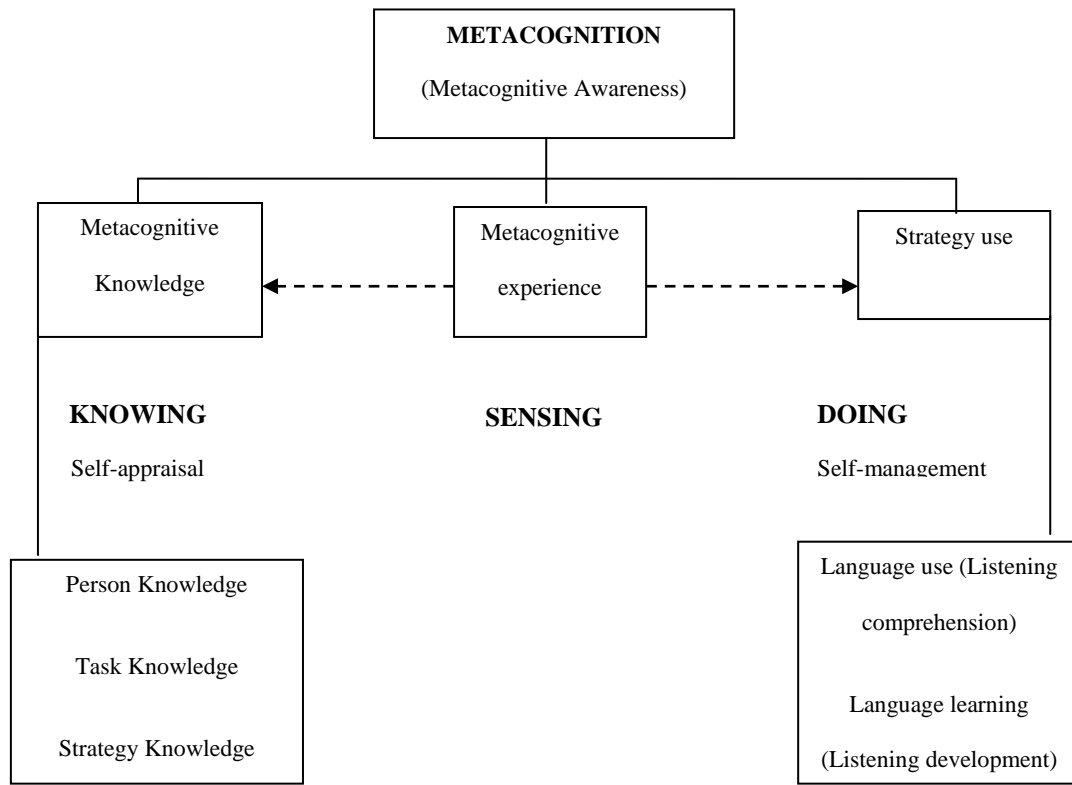 METACOGNITION
(Metacognitive Awareness)
Metacognitive
Knowledge
Metacognitive
experience
Strategy use
KNOWING
Self-appraisal
SENSING
DOING
Self-management
Person Knowledge
Task Knowledge
Strategy Knowledge
Language use (Listening
comprehension)
Language learning
(Listening development)